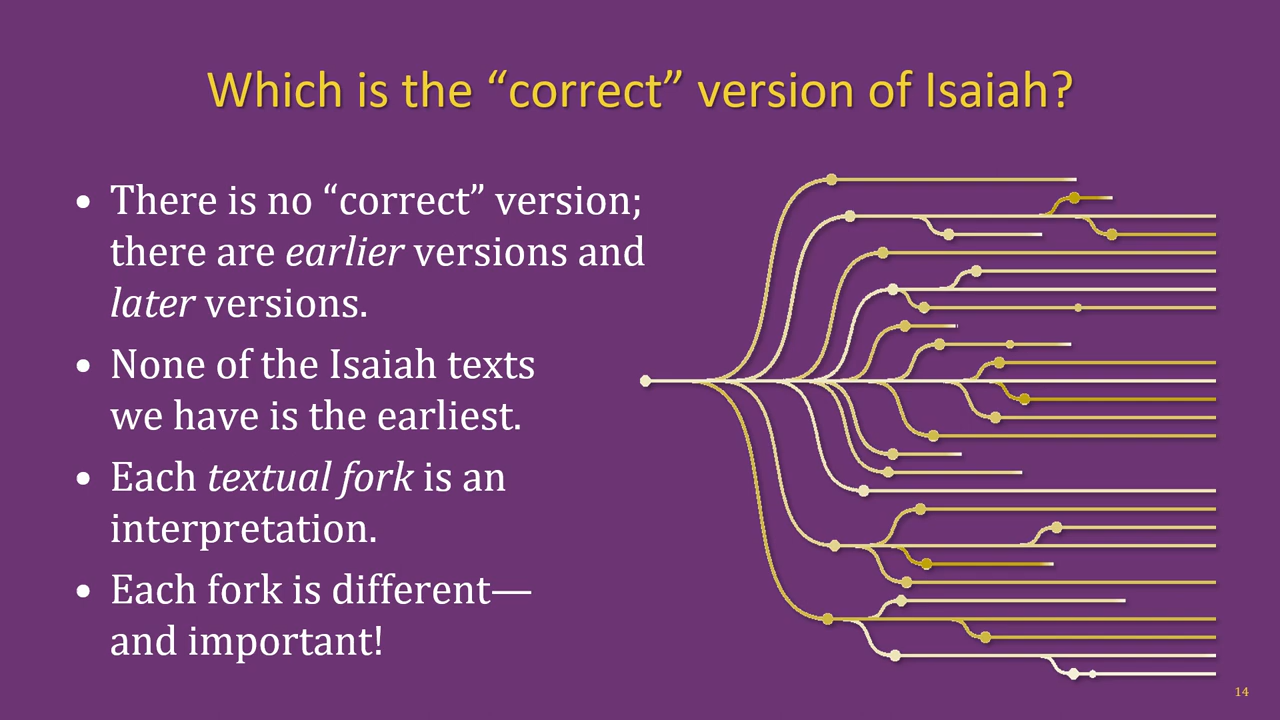 Which is the “correct” version of Isaiah?
• There is no “correct” version;
there are earlier versions and
later versions.
• None of the Isaiah texts
we have is the earliest.
• Each textual fork is an
interpretation.
• Each fork is different—
and important!
14